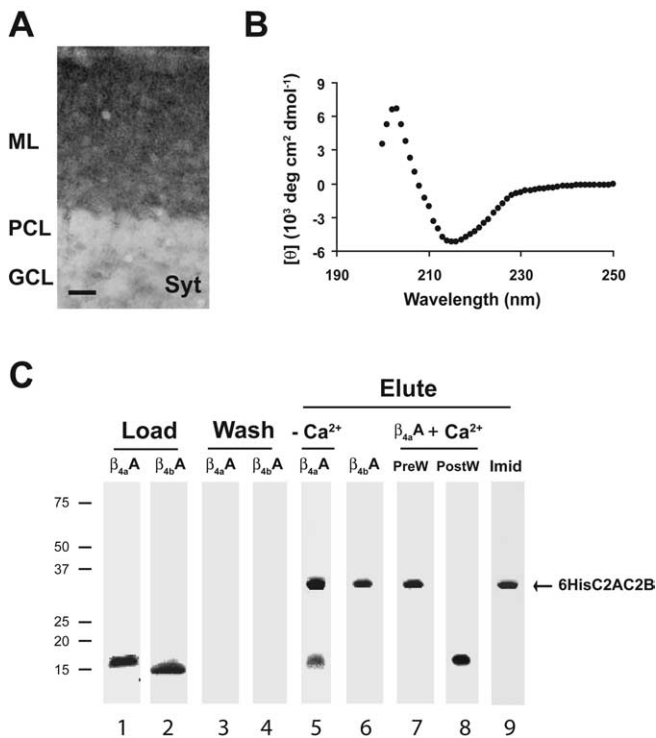 A
ML
PCL
GCL
Syt
B
[θ] (10³ deg cm² dmol⁻¹)
9
6
3
0
-3
-6
190
210
230
250
Wavelength (nm)
C
Elute
Load Wash - Ca²⁺ β₄ₐA + Ca²⁺
β₄ₐA β₄bA β₄ₐA β₄bA β₄ₐA β₄bA PreW PostW Imid
75
50
37
25
20
15
6HisC2AC2B
1 2 3 4 5 6 7 8 9